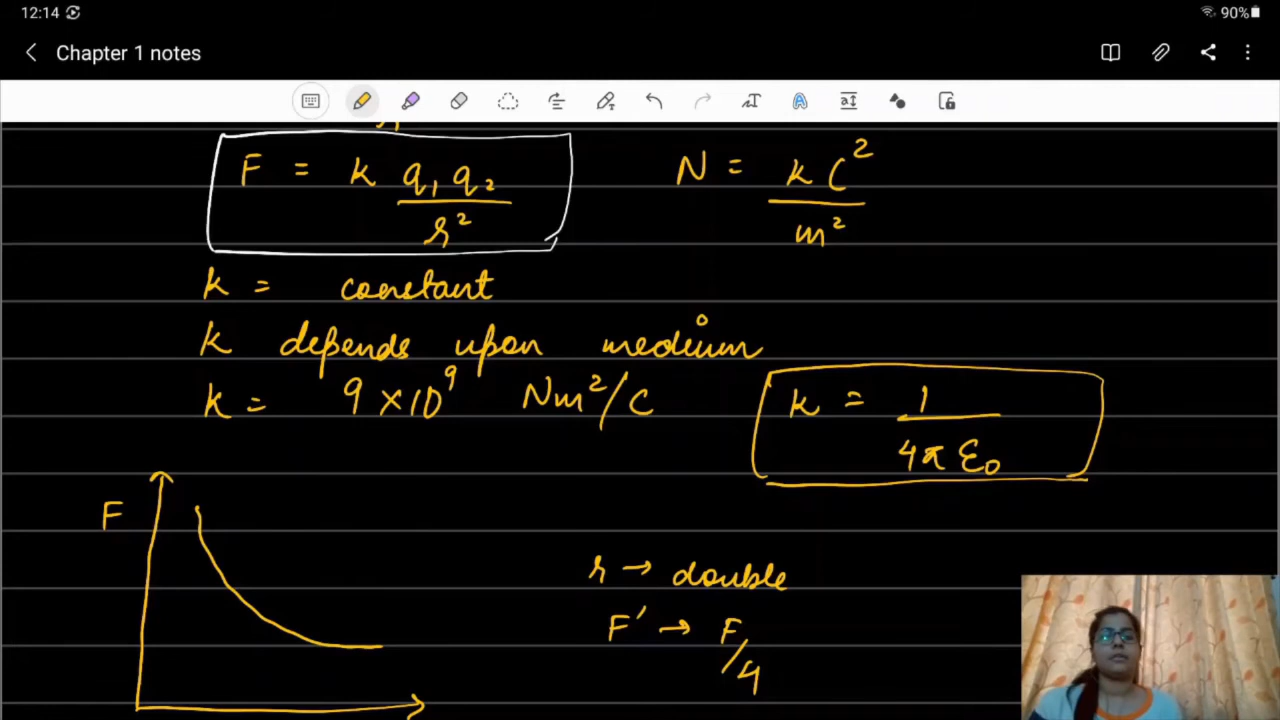 12:14
90%
Chapter 1 notes
F = k q₁ q₂ / r²
N = k C² / m²
k = constant
k depends upon medium
k = 9 × 10⁹ Nm²/C
k = 1 / 4π ε₀
F
r → double
F' → F/4